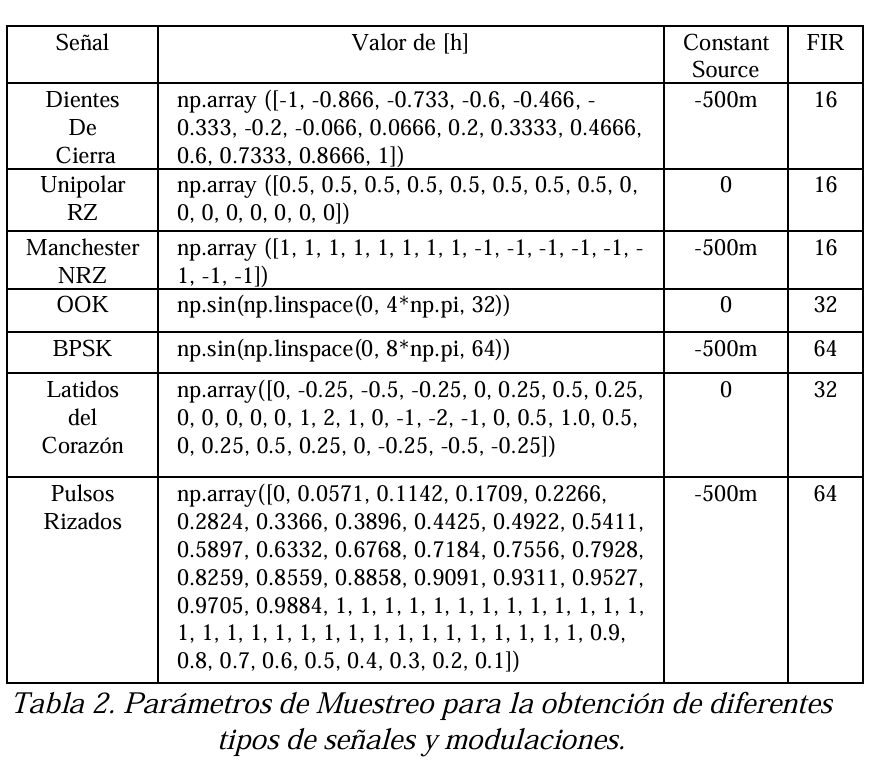 Señal Valor de [h] Constant FIR
Source
Dientes np.array ([-1, -0.866, -0.733, -0.6, -0.466, - -500m 16
De 0.333, -0.2, -0.066, 0.0666, 0.2, 0.3333, 0.4666,
Cierra 0.6, 0.7333, 0.8666, 1])
Unipolar np.array ([0.5, 0.5, 0.5, 0.5, 0.5, 0.5, 0.5, 0.5, 0, 0 16
RZ 0, 0, 0, 0, 0, 0, 0])
Manchester np.array ([1, 1, 1, 1, 1, 1, 1, 1, -1, -1, -1, -1, -1, - -500m 16
NRZ 1, -1, -1])
OOK np.sin(np.linspace(0, 4*np.pi, 32)) 0 32
BPSK np.sin(np.linspace(0, 8*np.pi, 64)) -500m 64
Latidos np.array([0, -0.25, -0.5, -0.25, 0, 0.25, 0.5, 0.25, 0 32
del 0, 0, 0, 0, 0, 1, 2, 1, 0, -1, -2, -1, 0, 0.5, 1.0, 0.5,
Corazón 0, 0.25, 0.5, 0.25, 0, -0.25, -0.5, -0.25])
Pulsos np.array([0, 0.0571, 0.1142, 0.1709, 0.2266, -500m 64
Rizados 0.2824, 0.3366, 0.3896, 0.4425, 0.4922, 0.5411,
0.5897, 0.6332, 0.6768, 0.7184, 0.7556, 0.7928,
0.8259, 0.8559, 0.8858, 0.9091, 0.9311, 0.9527,
0.9705, 0.9884, 1, 1, 1, 1, 1, 1, 1, 1, 1, 1, 1, 1, 1,
1, 1, 1, 1, 1, 1, 1, 1, 1, 1, 1, 1, 1, 1, 1, 1, 1, 0.9,
0.8, 0.7, 0.6, 0.5, 0.4, 0.3, 0.2, 0.1])
Tabla 2. Parámetros de Muestreo para la obtención de diferentes
tipos de señales y modulaciones.